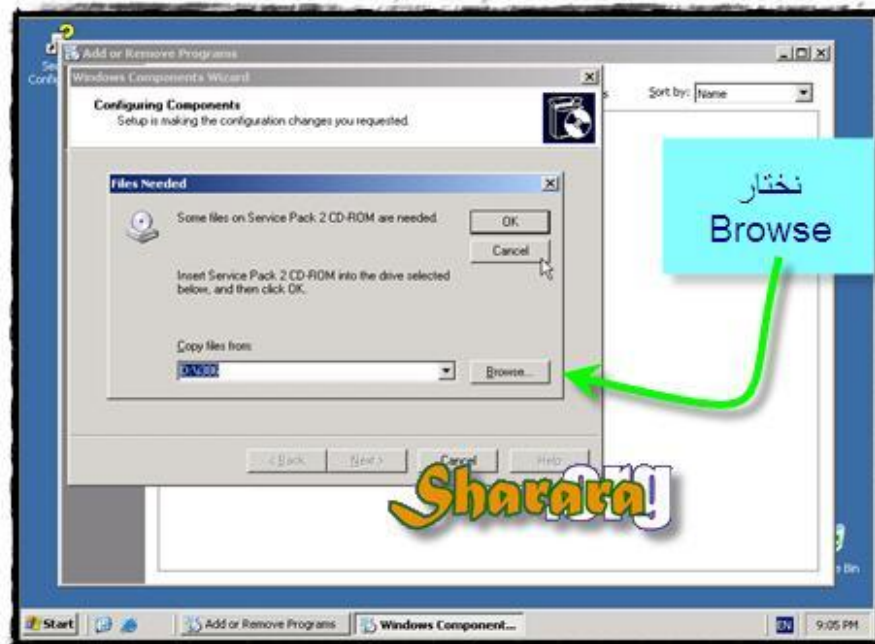 Add or Remove Programs
Windows Components Wizard
Sort by: Name
Configuring Components
Setup is making the configuration changes you requested.
Files Needed
Some files on Service Pack 2 CD-ROM are needed.
OK
Cancel
Insert Service Pack 2 CD-ROM into the drive selected
below, and then click OK.
Copy files from:
D:\i386
Browse...
نختار
Browse
< Back
Next >
Cancel
Help
Sharara.org
Bin
Start
Add or Remove Programs
Windows Component...
EN
9:05 PM